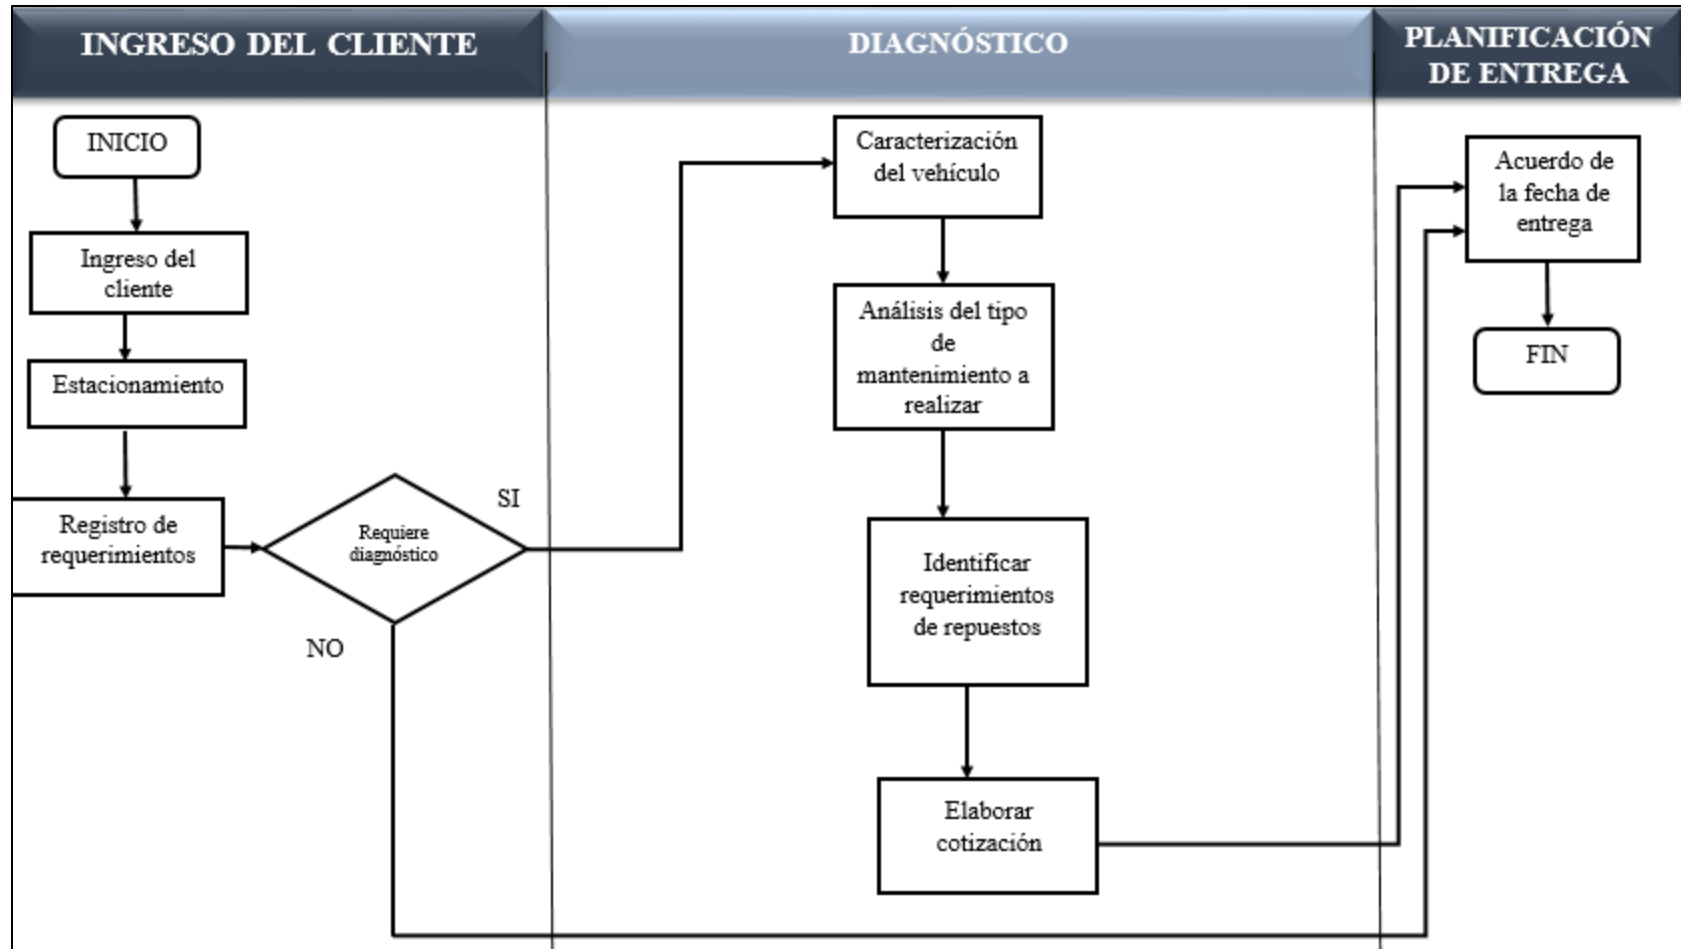 INGRESO DEL CLIENTE
DIAGNÓSTICO
PLANIFICACIÓN
DE ENTREGA
INICIO
Ingreso del
cliente
Estacionamiento
Registro de
requerimientos
Requiere
diagnóstico
SI
NO
Caracterización
del vehículo
Análisis del tipo
de
mantenimiento a
realizar
Identificar
requerimientos
de repuestos
Elaborar
cotización
Acuerdo de
la fecha de
entrega
FIN